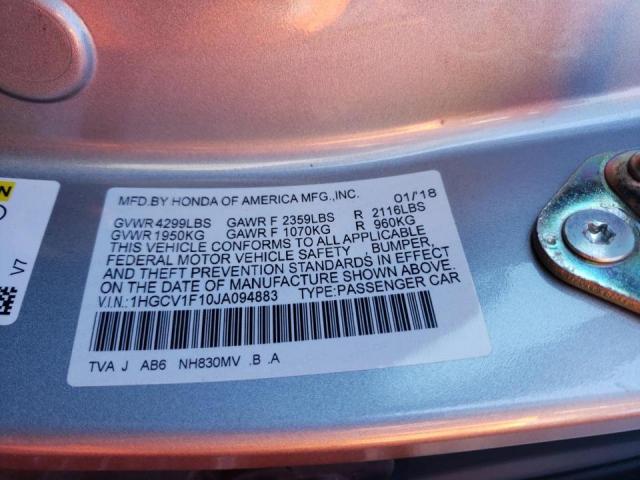 MFD.BY HONDA OF AMERICA MFG.,INC. 01/18
GVWR 4299LBS GAWR F 2359LBS R 2116LBS
GVWR 1950KG GAWR F 1070KG R 960KG
THIS VEHICLE CONFORMS TO ALL APPLICABLE
FEDERAL MOTOR VEHICLE SAFETY, BUMPER,
AND THEFT PREVENTION STANDARDS IN EFFECT
ON THE DATE OF MANUFACTURE SHOWN ABOVE.
V.I.N.:1HGCV1F10JA094883 TYPE:PASSENGER CAR
TVA J AB6 NH830MV .B .A
V7